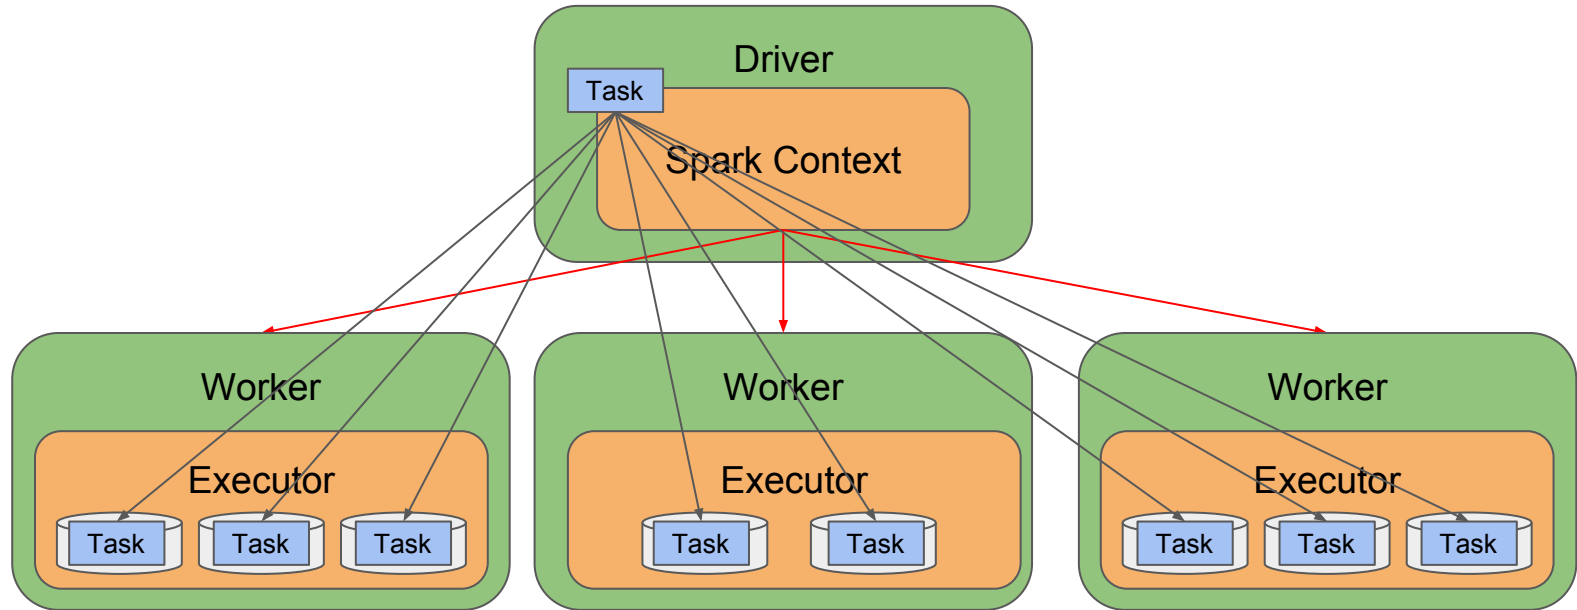 Driver
Task
Spark Context
Worker
Worker
Worker
Executor
Executor
Executor
Task
Task
Task
Task
Task
Task
Task
Task